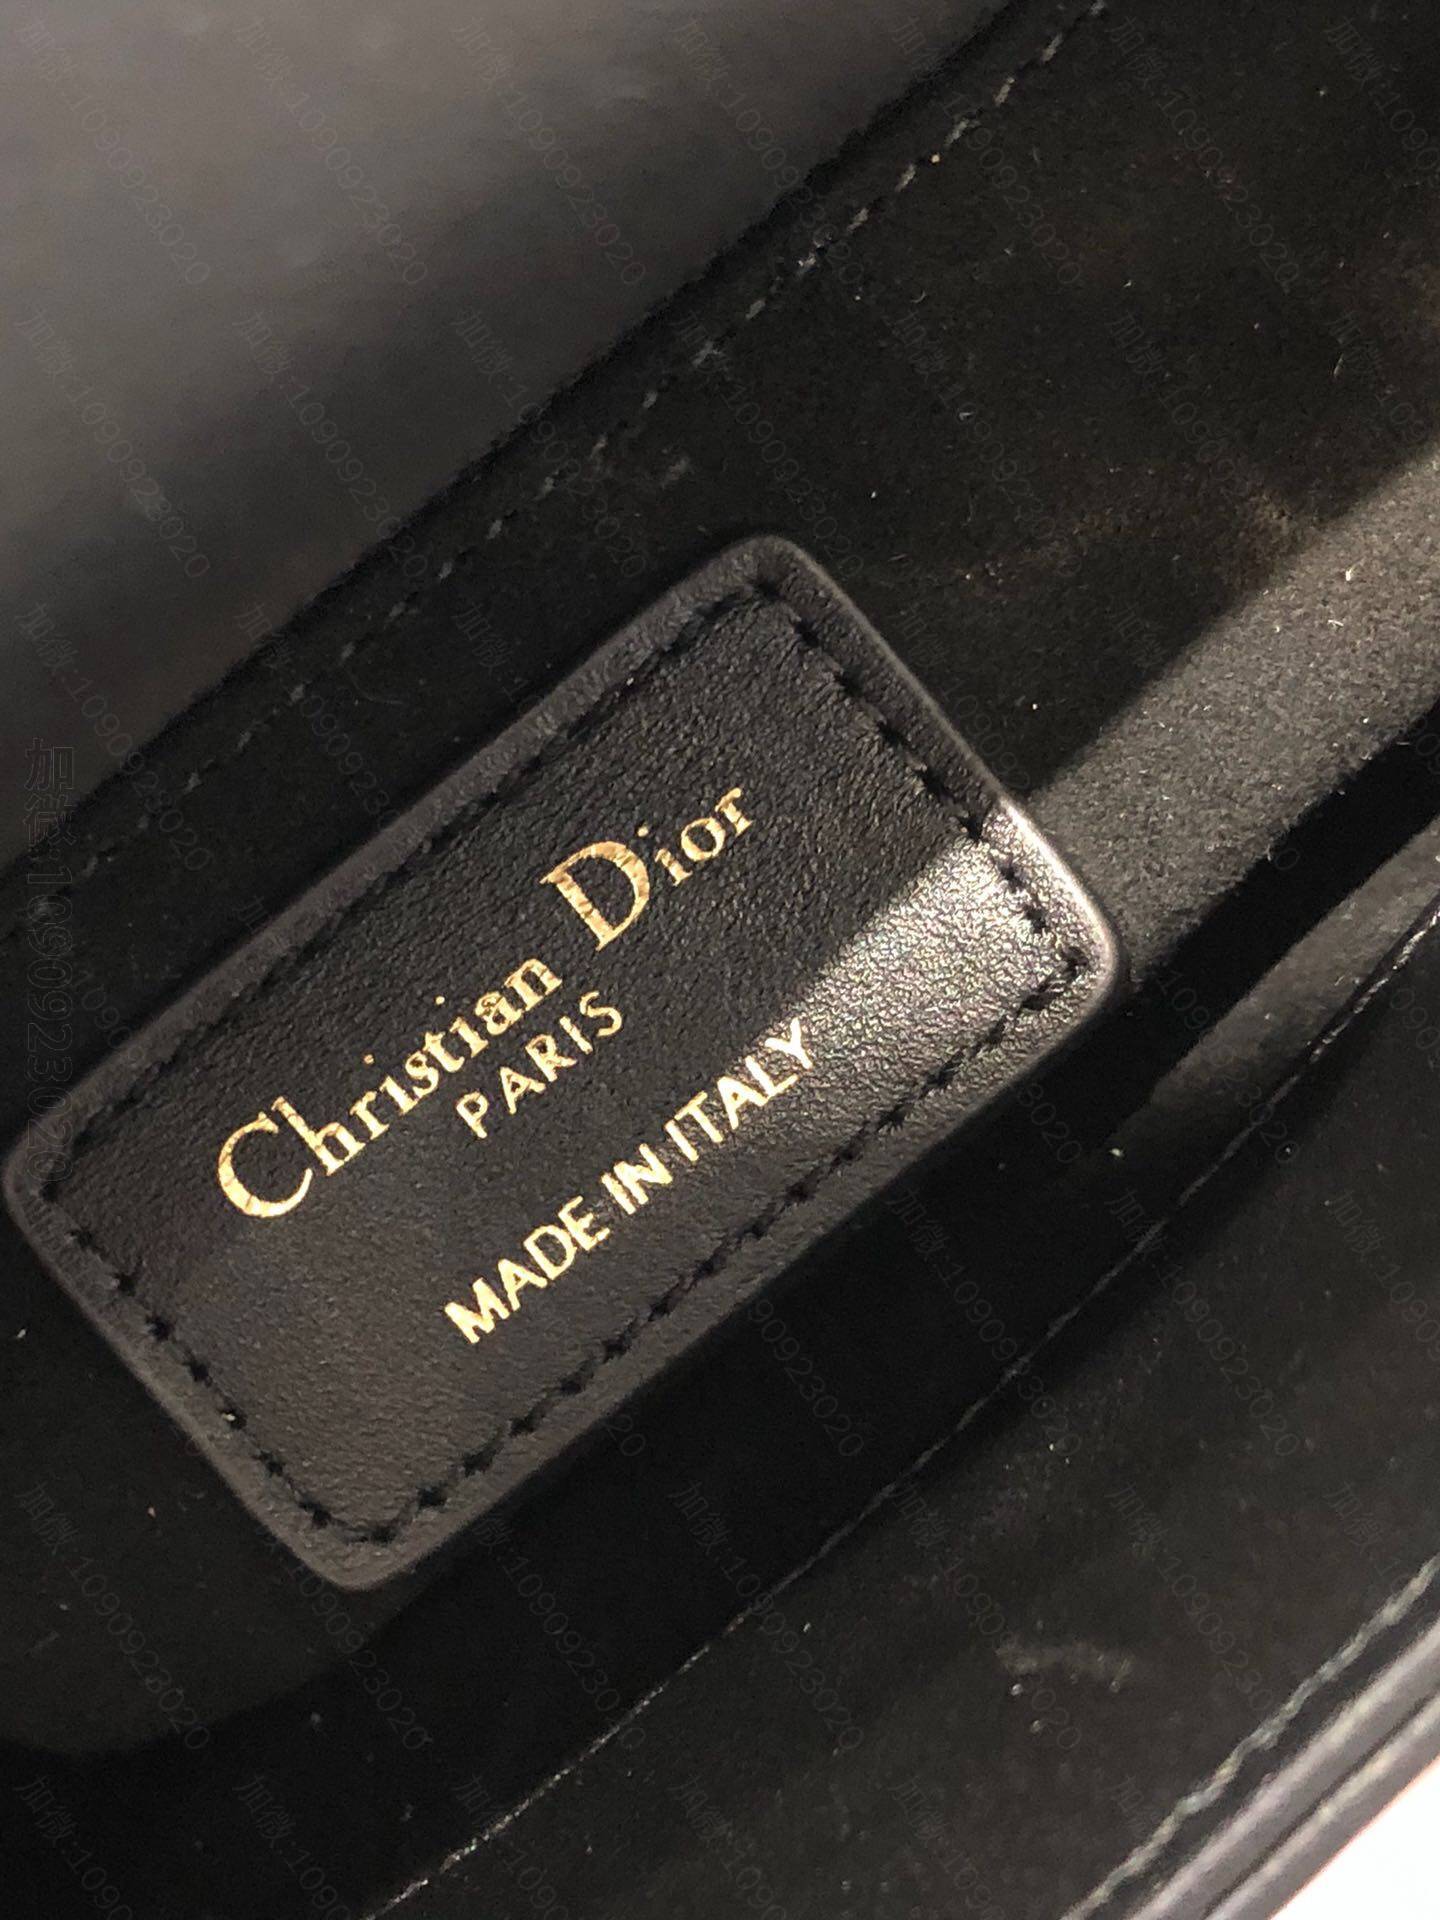 Christian Dior
PARIS
MADE IN ITALY
加微:1090923020